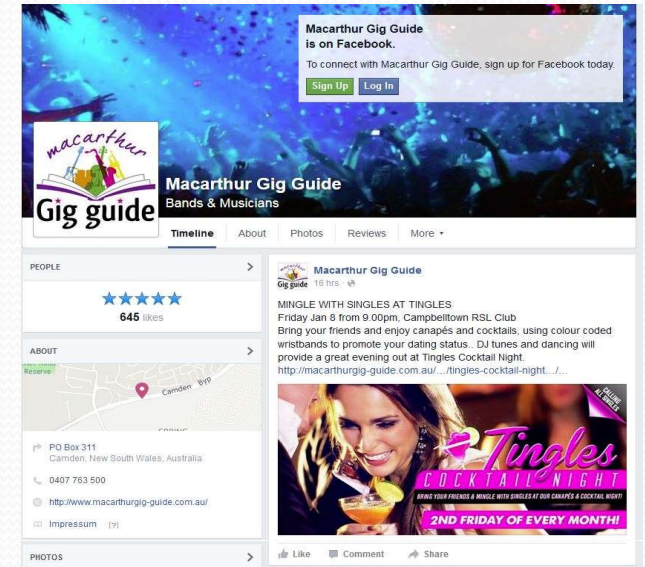 Macarthur Gig Guide
is on Facebook.
To connect with Macarthur Gig Guide, sign up for Facebook today.
Sign Up Log In
macarthur
Gig guide
Macarthur Gig Guide
Bands & Musicians
Timeline About Photos Reviews More
PEOPLE
645 likes
ABOUT
Reserve
Camden Byp
PO Box 311
Camden, New South Wales, Australia
0407 763 500
http://www.macarthurgig-guide.com.au/
Impressum [?]
PHOTOS
macarthur
Gig guide
Macarthur Gig Guide
16 hrs ·
MINGLE WITH SINGLES AT TINGLES
Friday Jan 8 from 9.00pm, Campbelltown RSL Club
Bring your friends and enjoy canapés and cocktails, using colour coded
wristbands to promote your dating status.. DJ tunes and dancing will
provide a great evening out at Tingles Cocktail Night.
http://macarthurgig-guide.com.au/.../tingles-cocktail-night.../...
CALLING
ALL SINGLES
Tingles
COCKTAIL NIGHT
BRING YOUR FRIENDS & MINGLE WITH SINGLES AT OUR CANAPÉS & COCKTAIL NIGHT!
2ND FRIDAY OF EVERY MONTH!
Like Comment Share